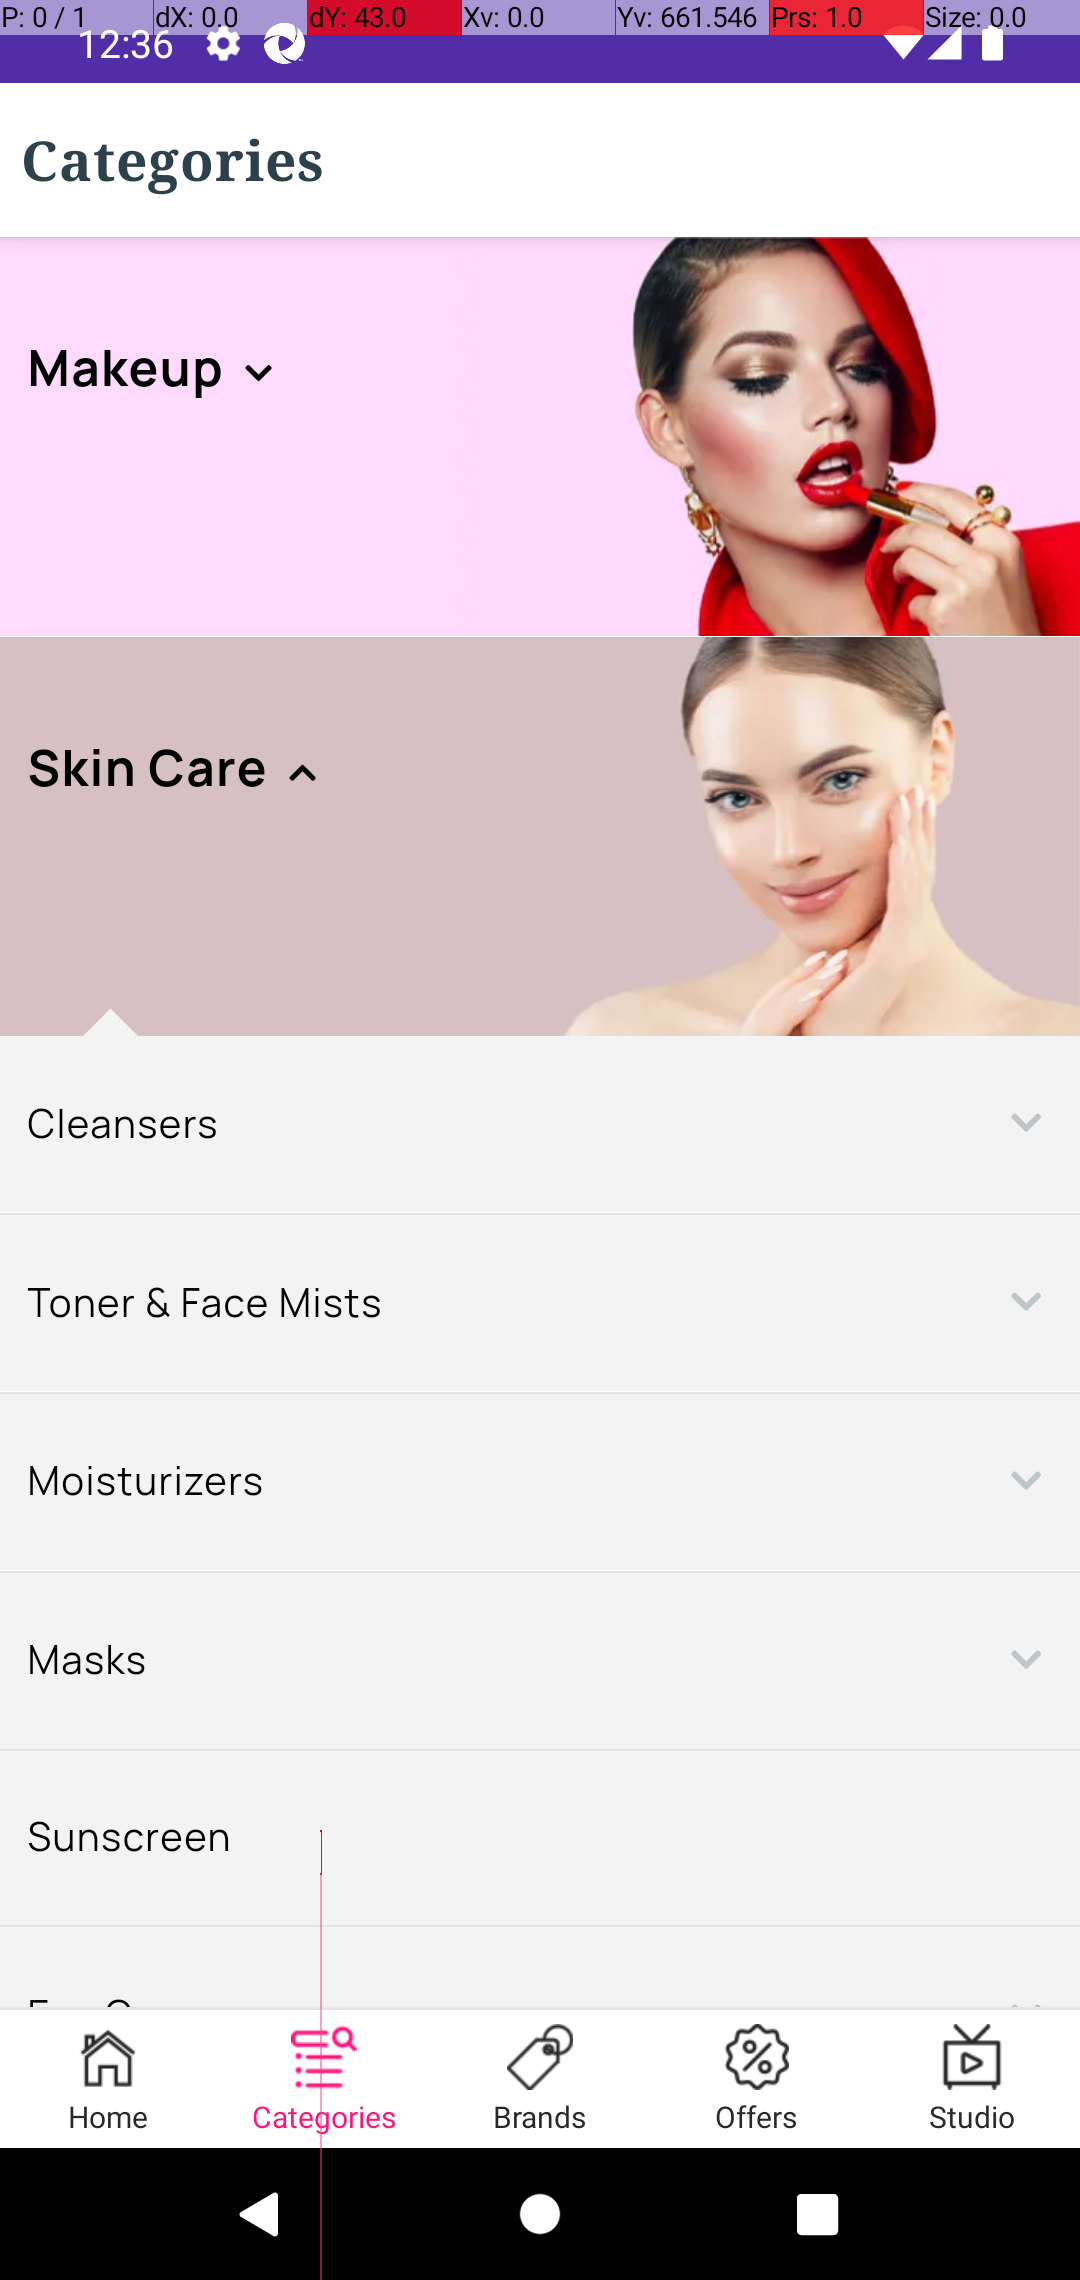 P: 0 / 1 dX: 0.0 dY: 43.0 Xv: 0.0 Yv: 661.546 Prs: 1.0 Size: 0.0
12:36
Categories
Makeup
Skin Care
Cleansers
Toner & Face Mists
Moisturizers
Masks
Sunscreen
Home Categories Brands Offers Studio